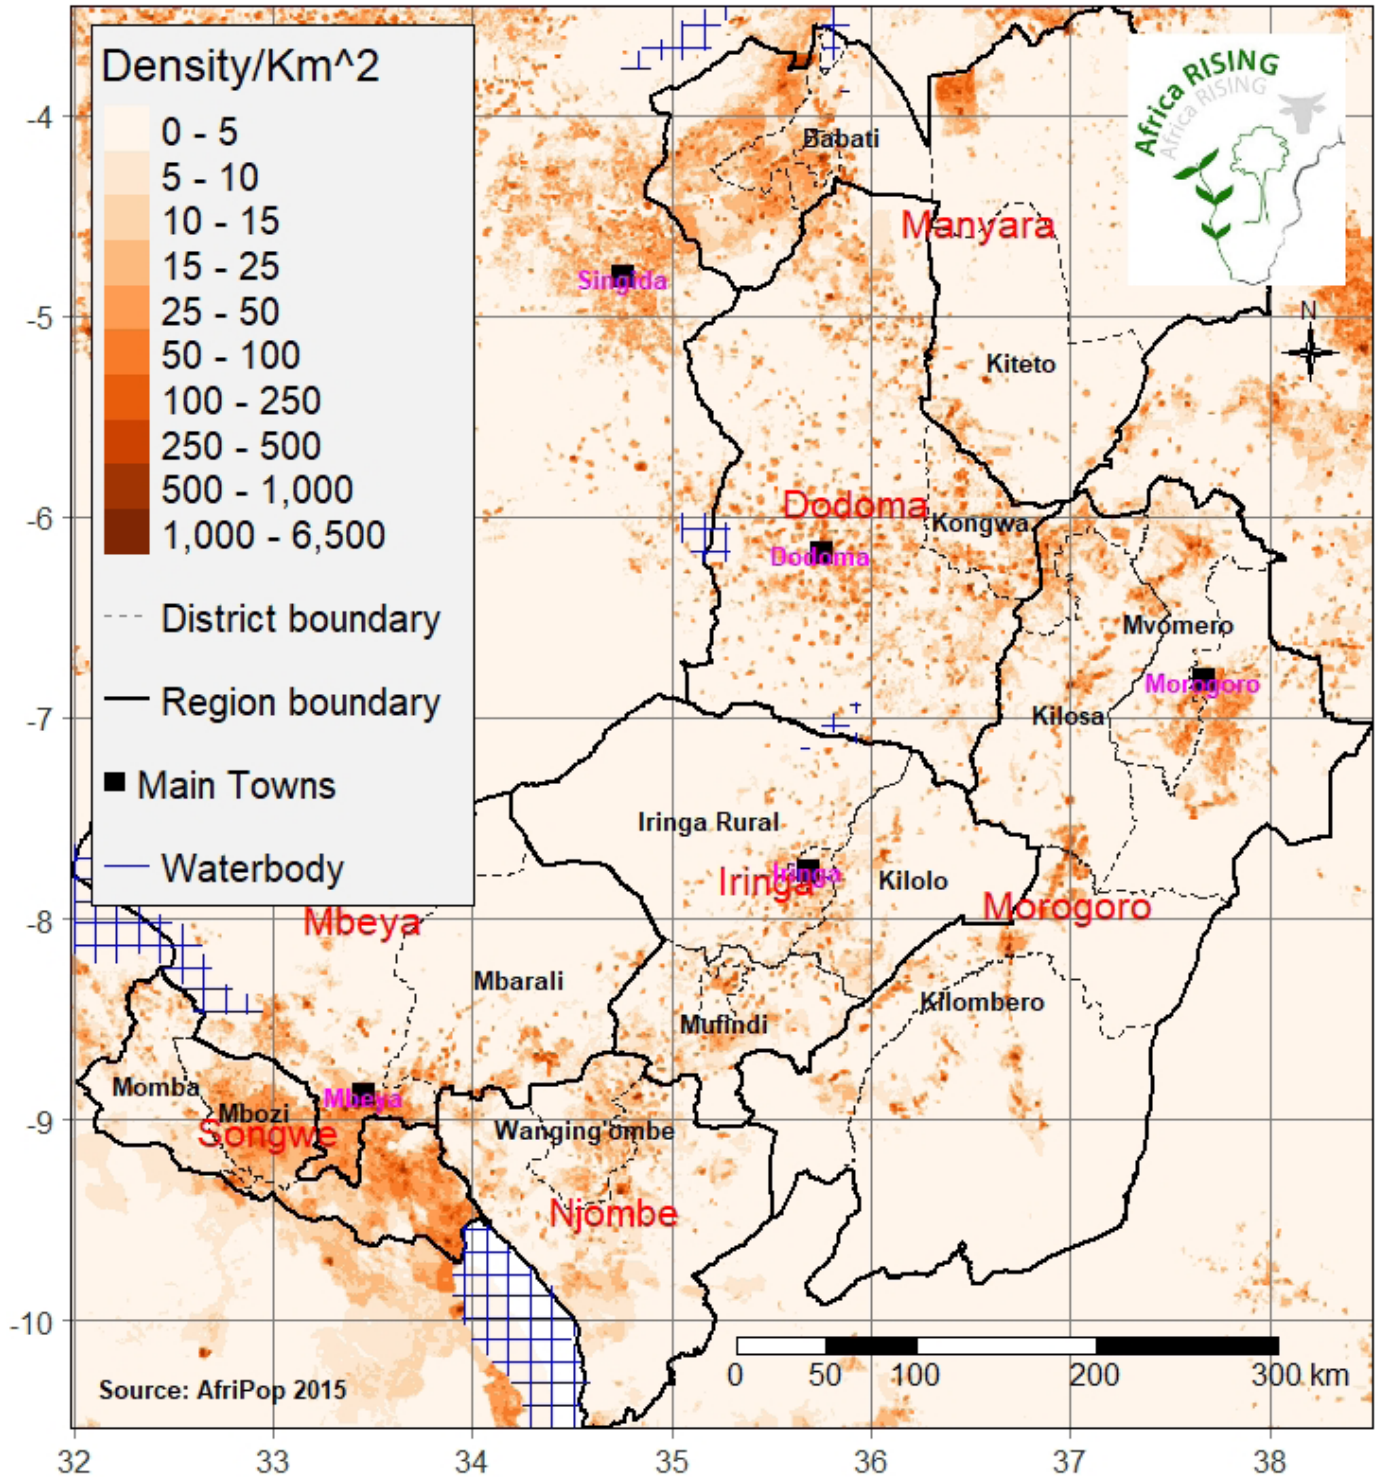 Density/Km^2
0 - 5
5 - 10
10 - 15
15 - 25
25 - 50
50 - 100
100 - 250
250 - 500
500 - 1,000
1,000 - 6,500
District boundary
Region boundary
Main Towns
Waterbody
Africa RISING
Africa RISING
N
Babati
Manyara
Singida
Kiteto
Dodoma
Kongwa
Dodoma
Mvomero
Morogoro
Kilosa
Iringa Rural
Iringa
Iringa
Kilolo
Morogoro
Mbeya
Mbarali
Kilombero
Mufindi
Momba
Mbeya
Mbozi
Songwe
Wanging'ombe
Njombe
Source: AfriPop 2015
0 50 100 200 300 km
-4
-5
-6
-7
-8
-9
-10
32 33 34 35 36 37 38